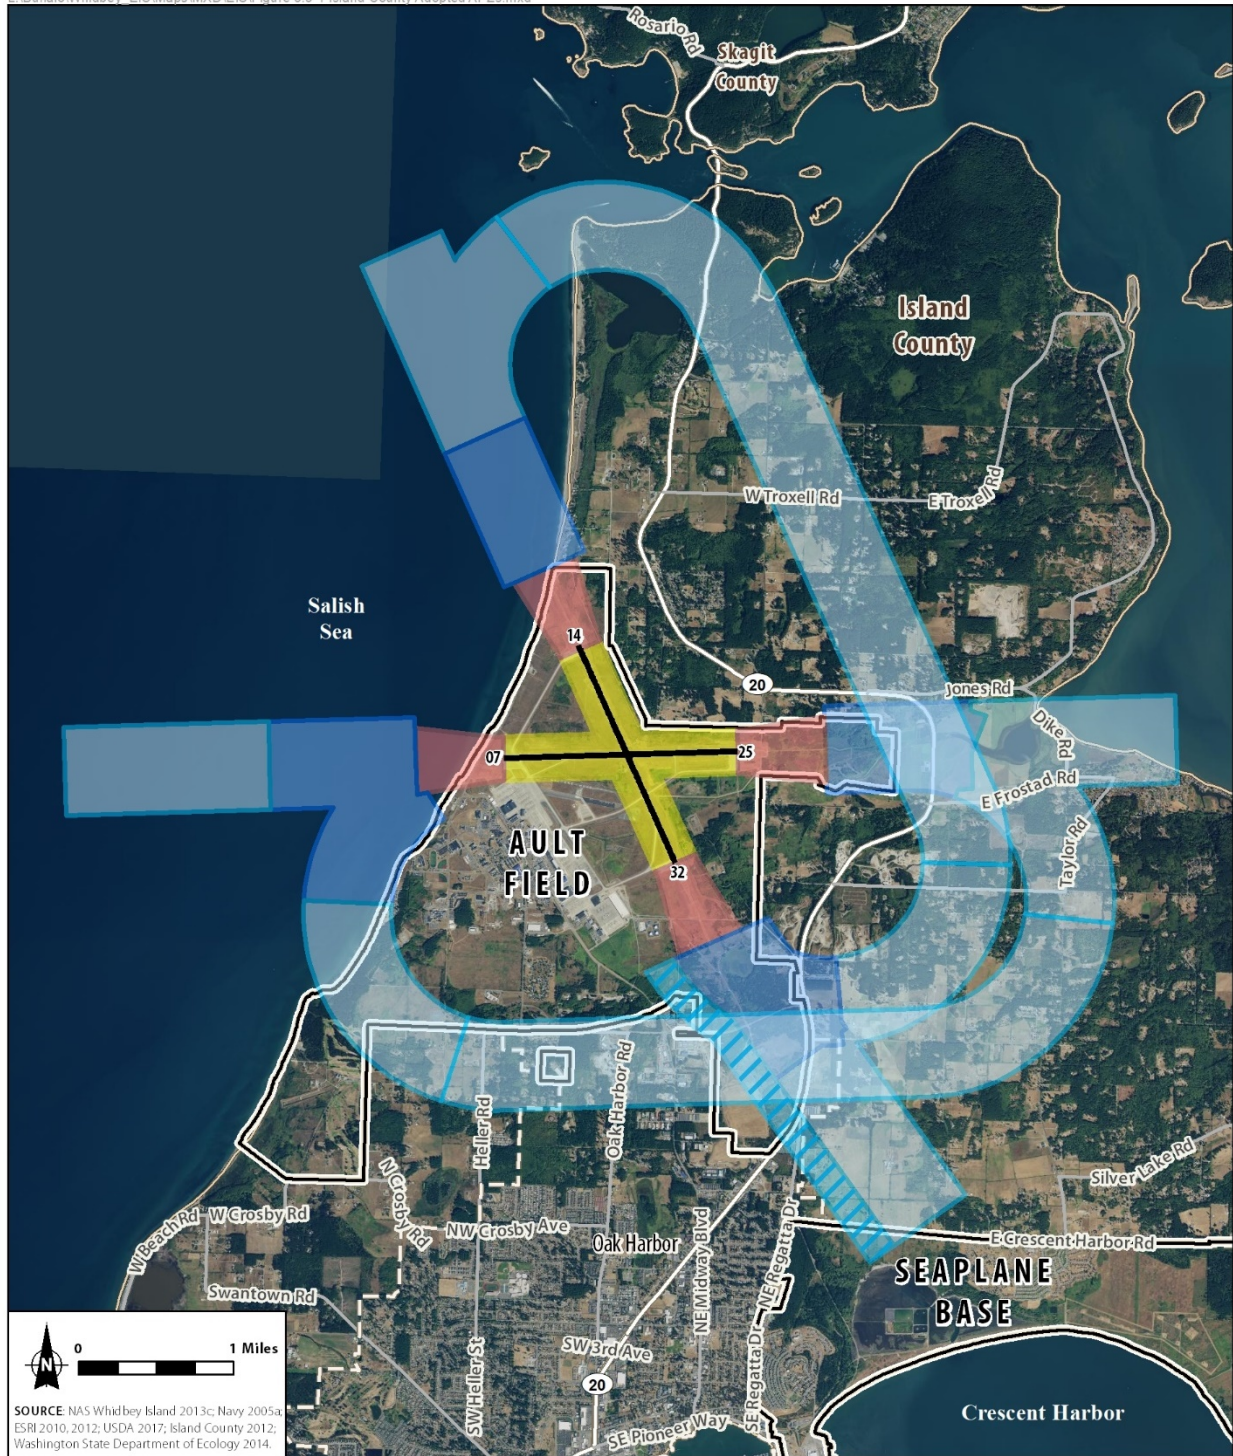 Rosario Rd
Skagit
County
Island
County
W Troxell Rd
E Troxell Rd
Salish
Sea
14
20
Jones Rd
Dike Rd
07
25
E Frostad Rd
Taylor Rd
AULT
FIELD
32
Heller Rd
Oak Harbor Rd
Silver Lake Rd
N Crosby Rd
W Beach Rd
W Crosby Rd
NW Crosby Ave
Oak Harbor
NE Midway Blvd
NE Regatta Dr
E Crescent Harbor Rd
SEAPLANE
BASE
Swantown Rd
SW Heller St
SW 3rd Ave
SE Regatta Dr
20
SE Pioneer Way
Crescent Harbor
N
0 1 Miles
SOURCE: NAS Whidbey Island 2013c; Navy 2005a;
ESRI 2010, 2012; USDA 2017; Island County 2012;
Washington State Department of Ecology 2014.